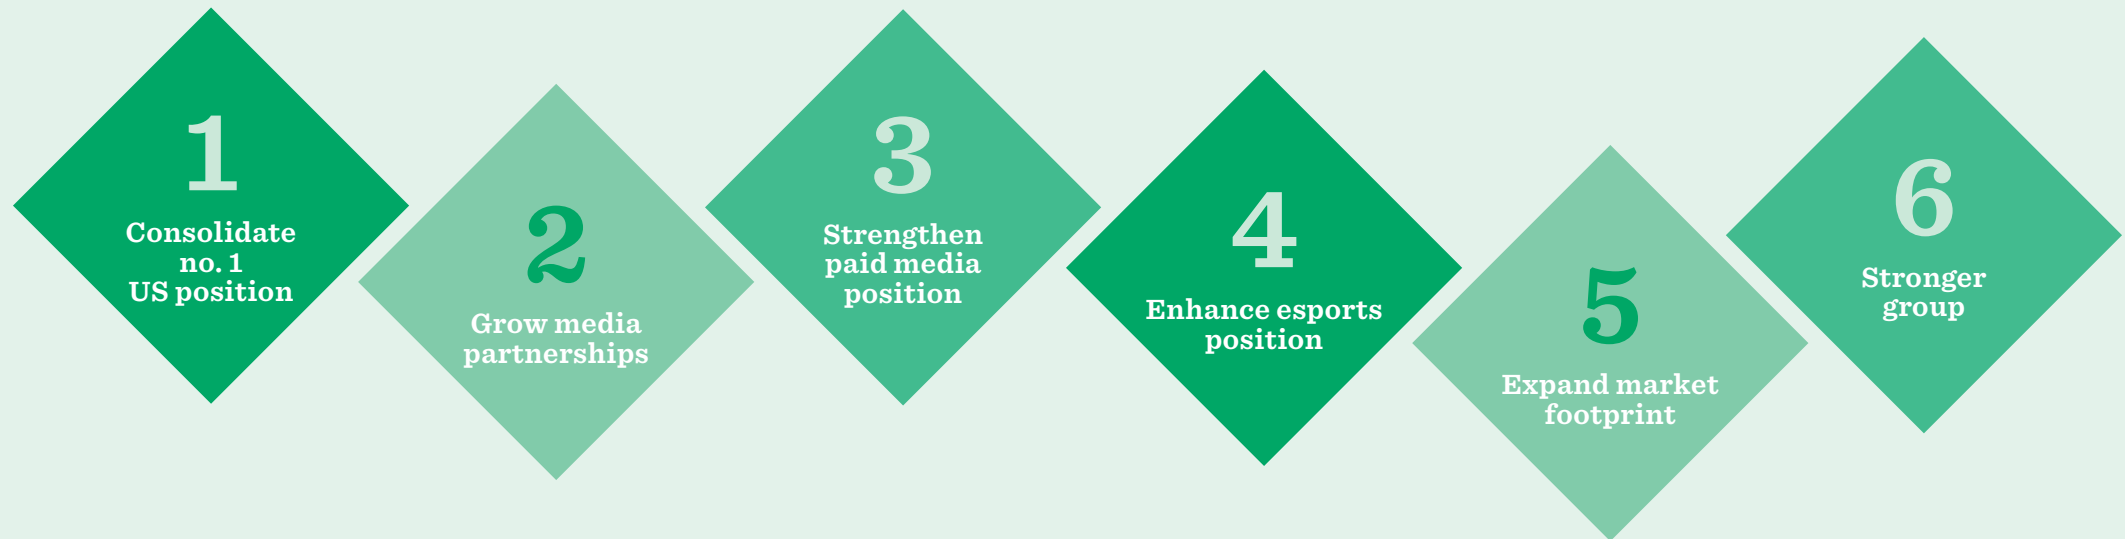 1
Consolidate
no. 1
US position
2
Grow media
partnerships
3
Strengthen
paid media
position
4
Enhance esports
position
5
Expand market
footprint
6
Stronger
group